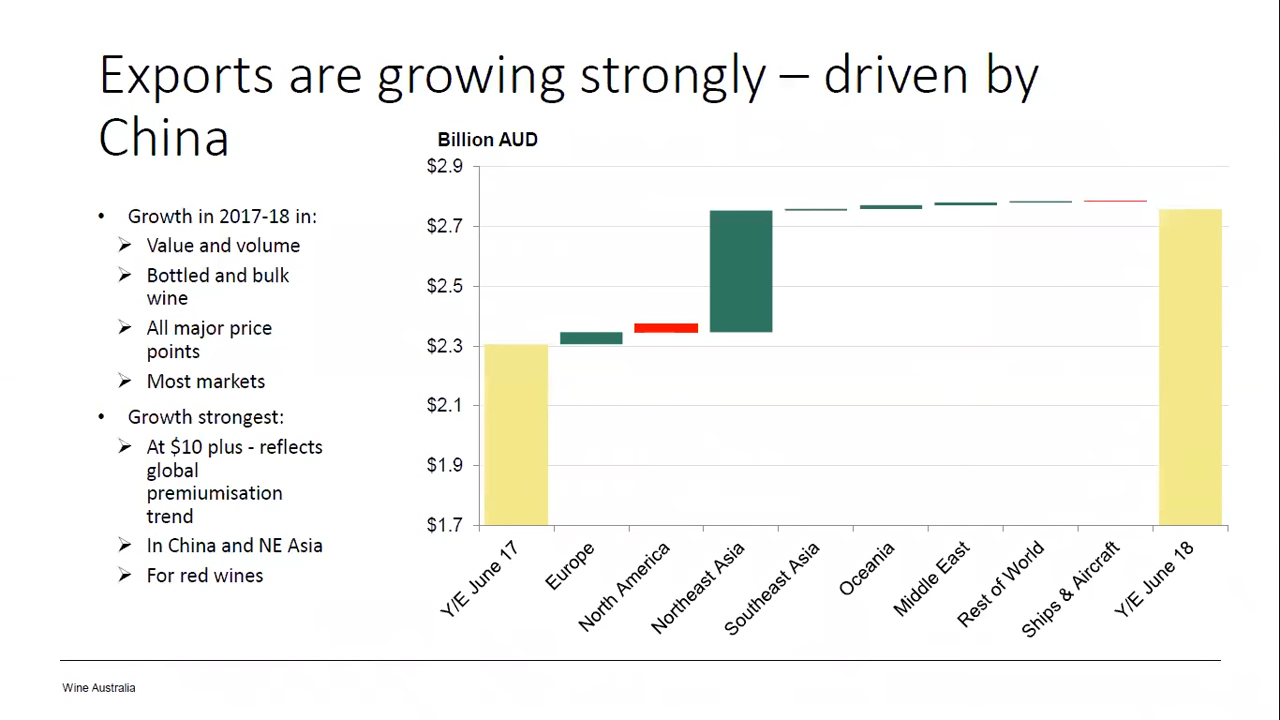 Exports are growing strongly – driven by
China
• Growth in 2017-18 in:
➢ Value and volume
➢ Bottled and bulk
wine
➢ All major price
points
➢ Most markets
• Growth strongest:
➢ At $10 plus - reflects
global
premiumisation
trend
➢ In China and NE Asia
➢ For red wines
Billion AUD
$2.9
$2.7
$2.5
$2.3
$2.1
$1.9
$1.7
Y/E June 17
Europe
North America
Northeast Asia
Southeast Asia
Oceania
Middle East
Rest of World
Ships & Aircraft
Y/E June 18
Wine Australia